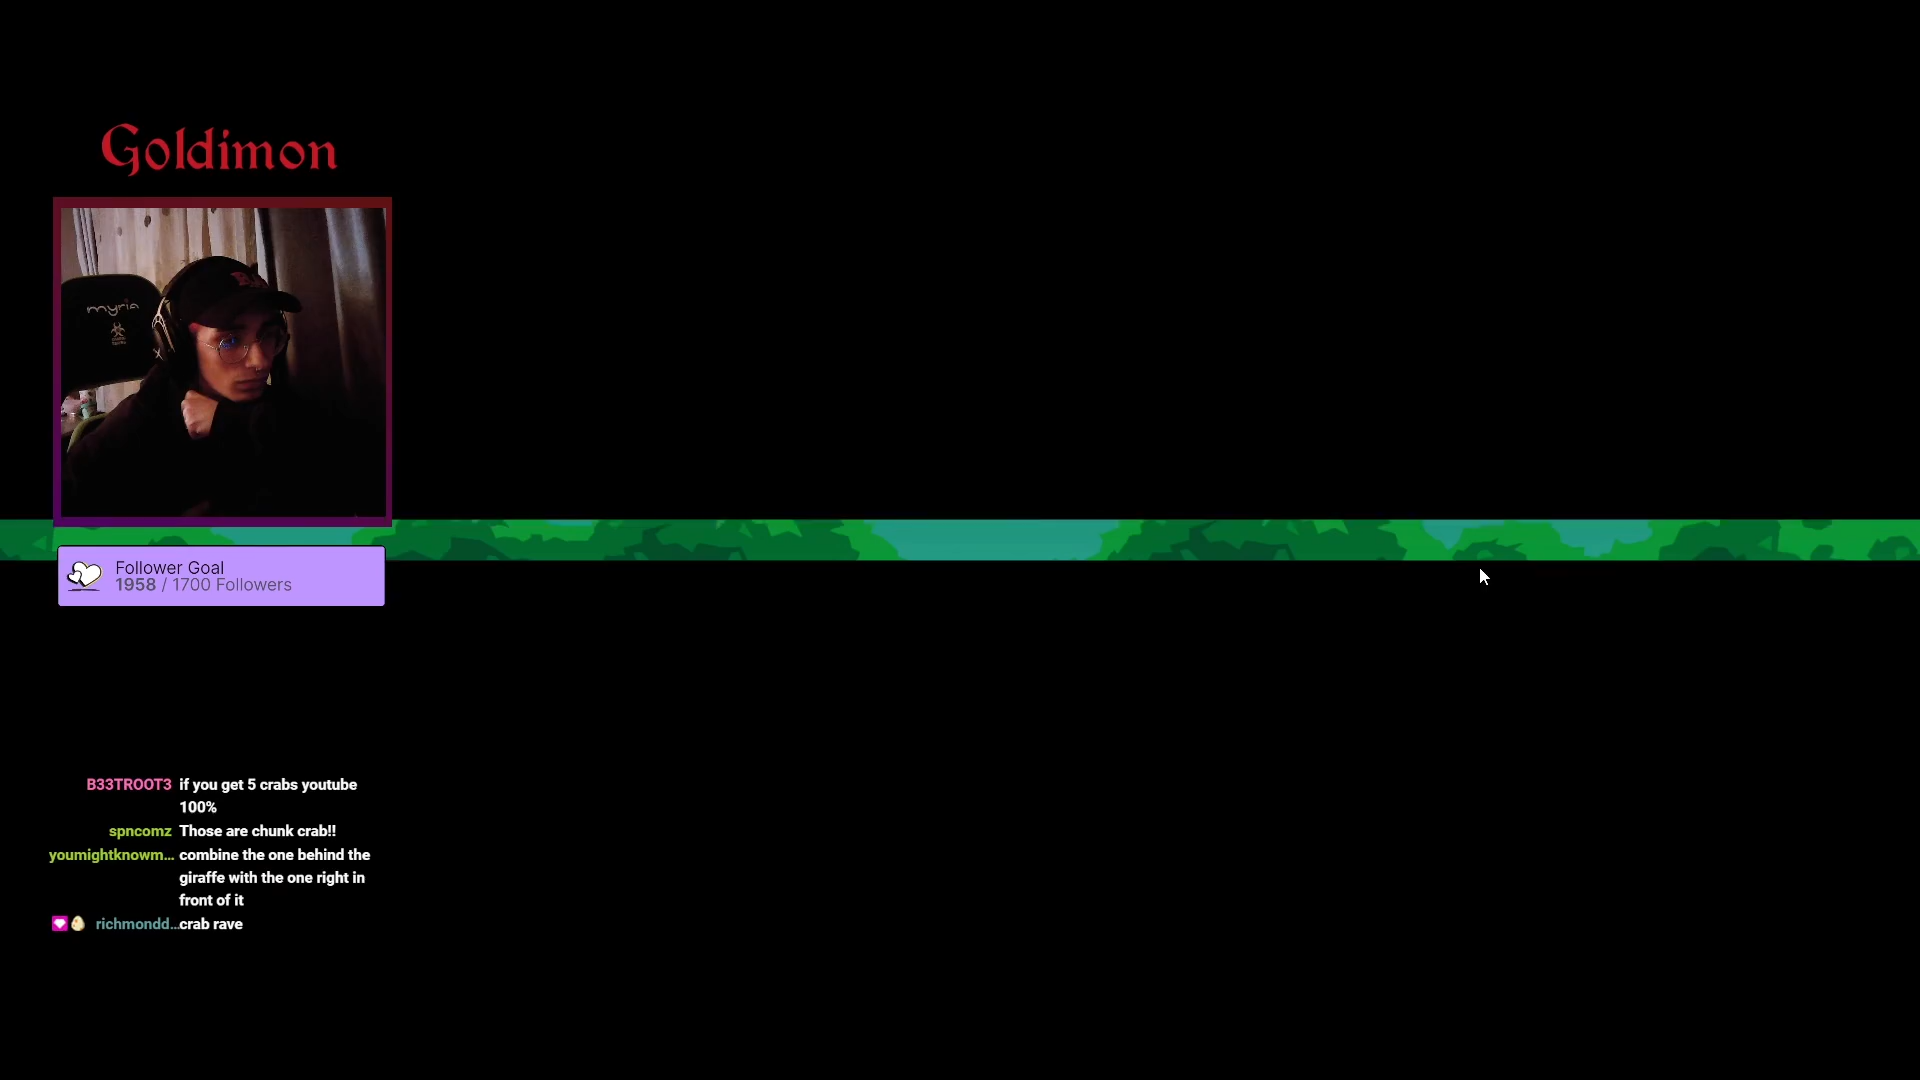 Goldimon
myria
Follower Goal
1958 / 1700 Followers
B33TROOT3 if you get 5 crabs youtube
100%
spncomz Those are chunk crab!!
youmightknowm... combine the one behind the
giraffe with the one right in
front of it
richmondd... crab rave